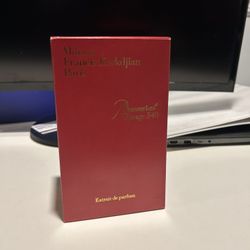 Maison
Francis Kurkdjian
Paris
Baccarat
Rouge 540
Extrait de parfum